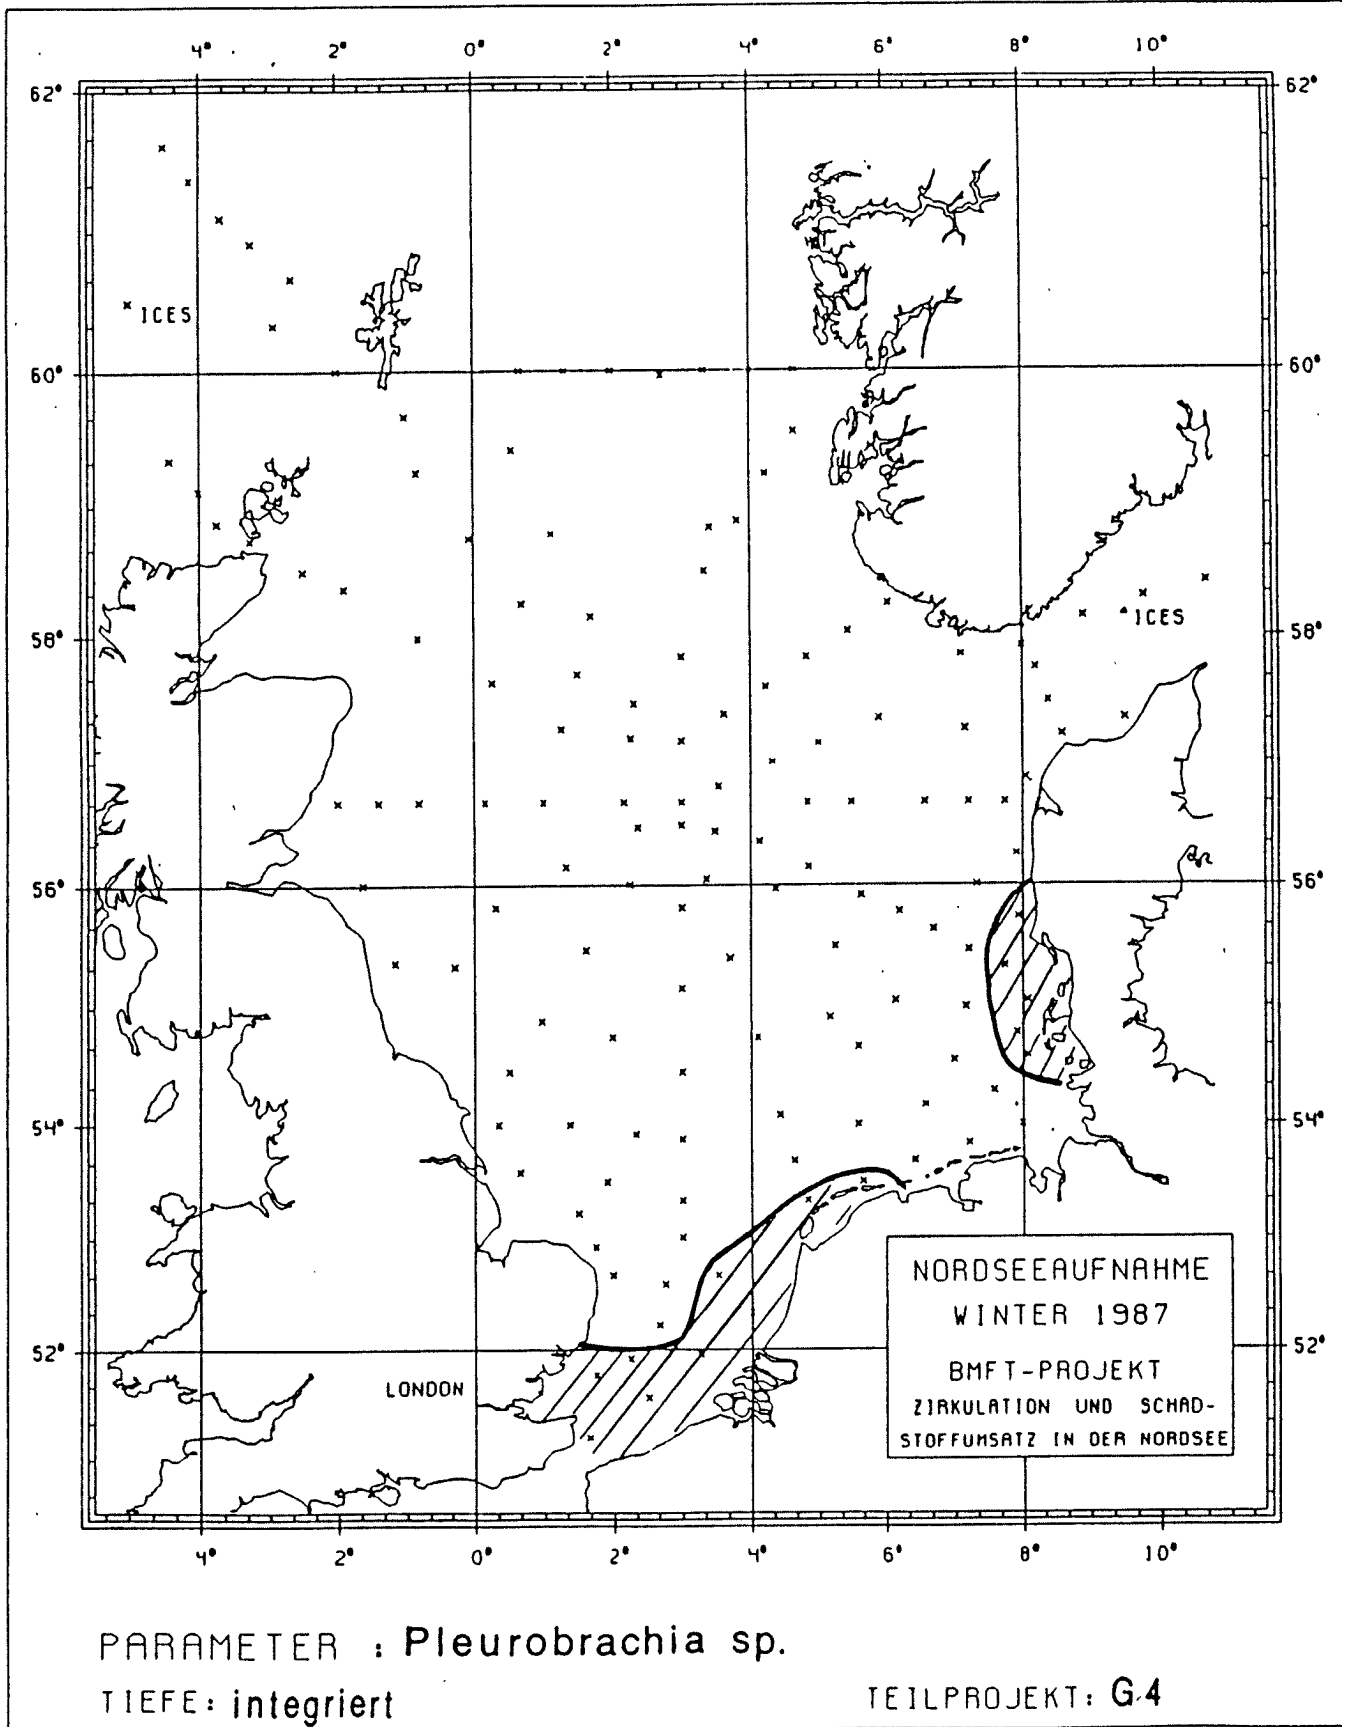 4° 2° 0° 2° 4° 6° 8° 10°
62° 62°
ICES
60° 60°
ICES
58° 58°
56° 56°
54° 54°
NORDSEEAUFNAHME
WINTER 1987
52° 52°
BMFT-PROJEKT
LONDON
ZIRKULATION UND SCHAD-
STOFFUMSATZ IN DER NORDSEE
4° 2° 0° 2° 4° 6° 8° 10°
PARAMETER : Pleurobrachia sp.
TIEFE: integriert
TEILPROJEKT: G.4